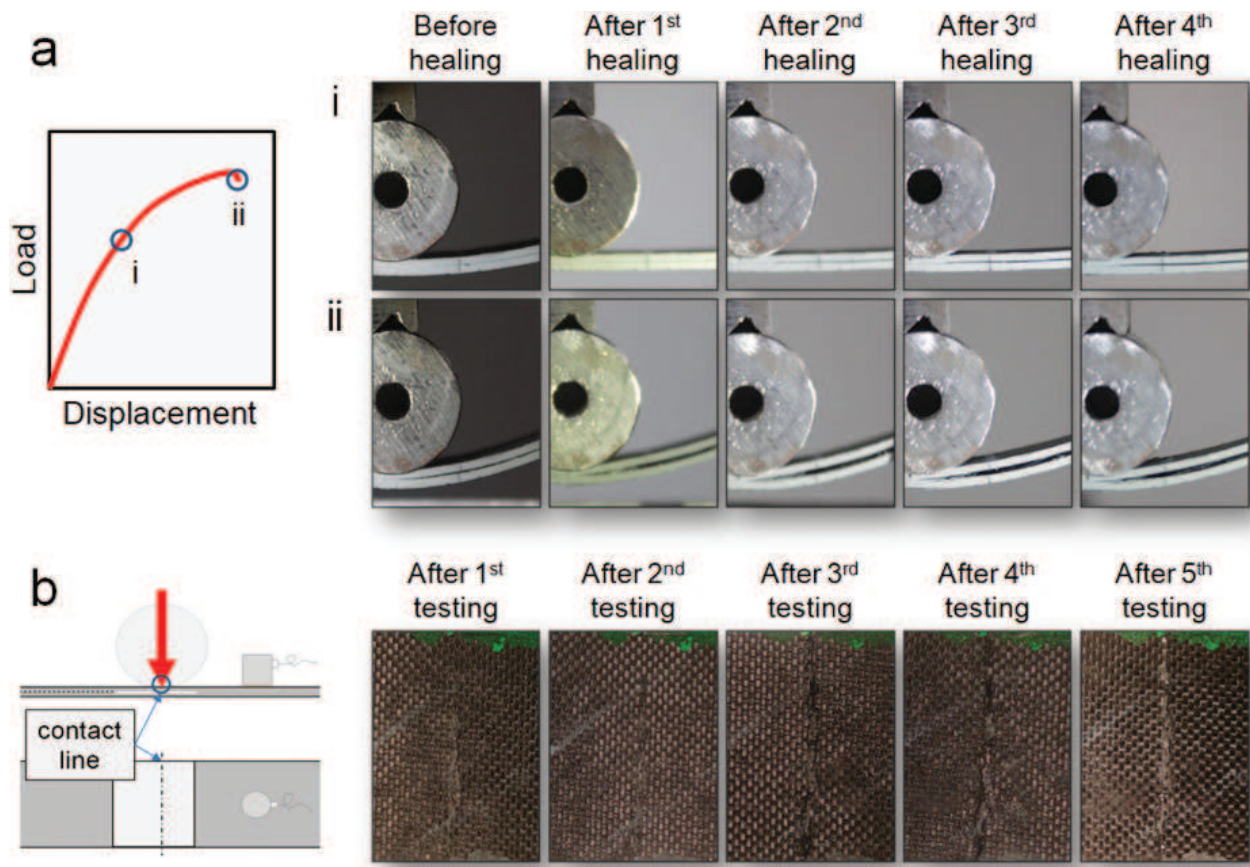 a
Before
healing
After 1st
healing
After 2nd
healing
After 3rd
healing
After 4th
healing
i
ii
Load
i
ii
Displacement
b
contact
line
After 1st
testing
After 2nd
testing
After 3rd
testing
After 4th
testing
After 5th
testing